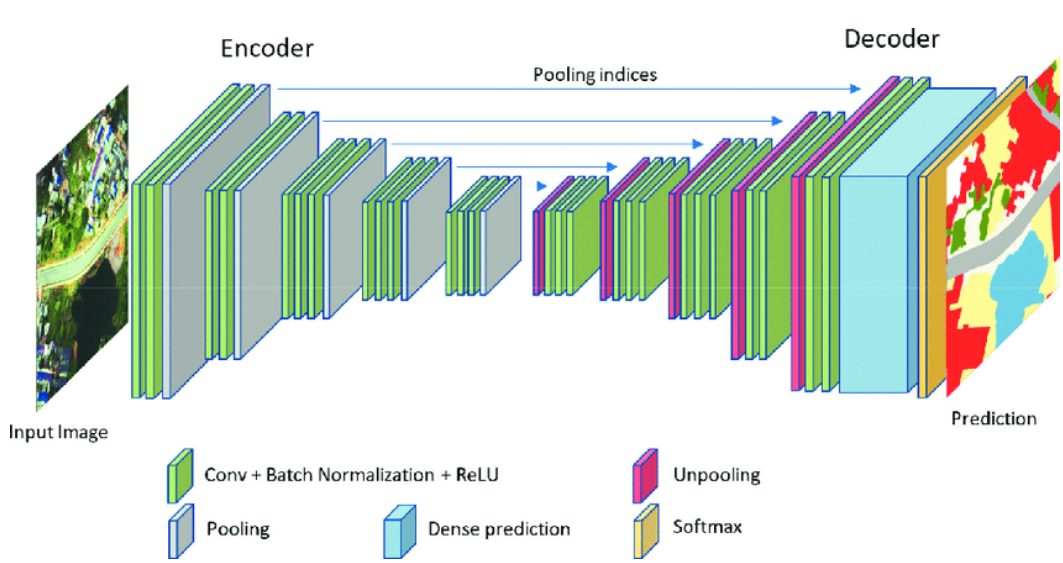 Encoder
Decoder
Pooling indices
Input Image
Prediction
Conv + Batch Normalization + ReLU
Unpooling
Pooling
Dense prediction
Softmax